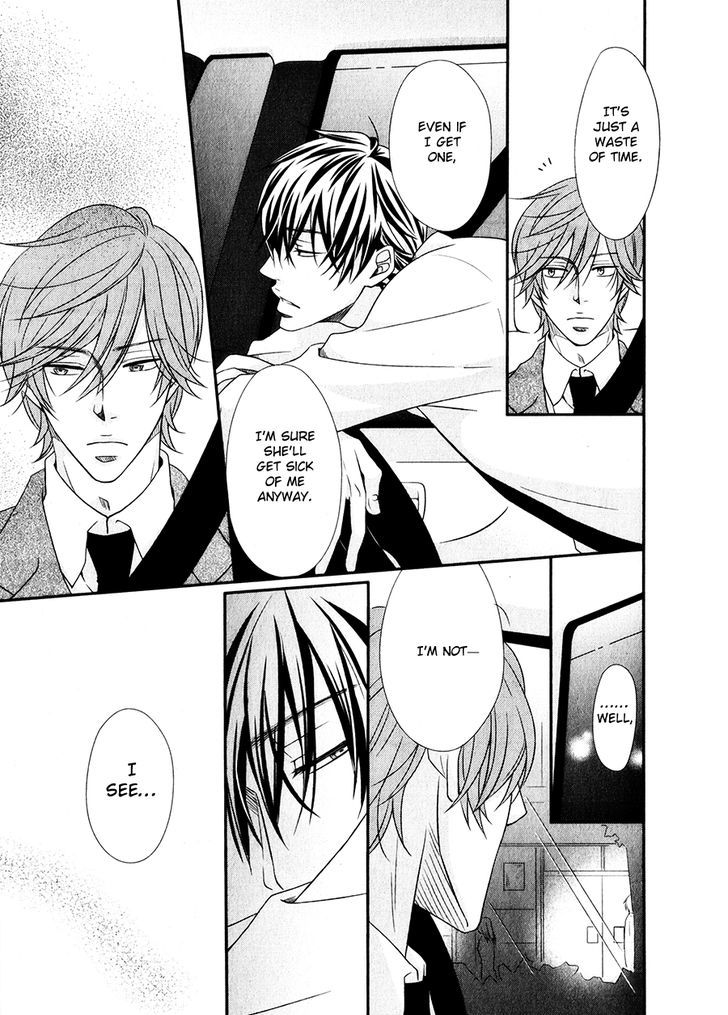 IT'S
JUST A
WASTE
OF TIME.
EVEN IF
I GET
ONE,
I'M SURE
SHE'LL
GET SICK
OF ME
ANYWAY.
......
WELL,
I'M NOT—
I
SEE...